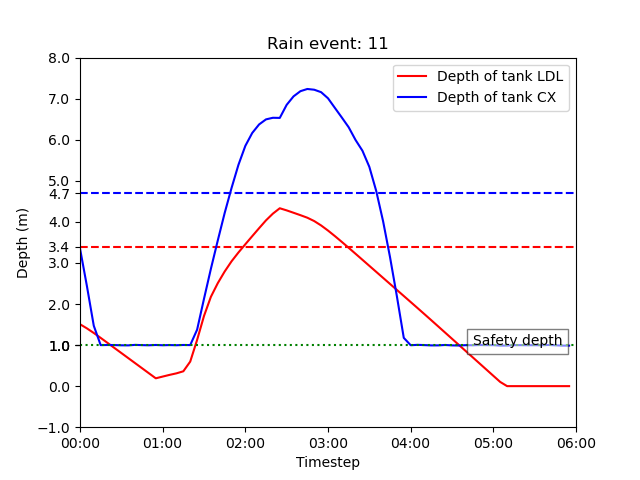 Rain event: 11
Depth of tank LDL
Depth of tank CX
Depth (m)
8.0
7.0
6.0
5.0
4.7
4.0
3.4
3.0
2.0
1.0
0.0
−1.0
Safety depth
00:00 01:00 02:00 03:00 04:00 05:00 06:00
Timestep